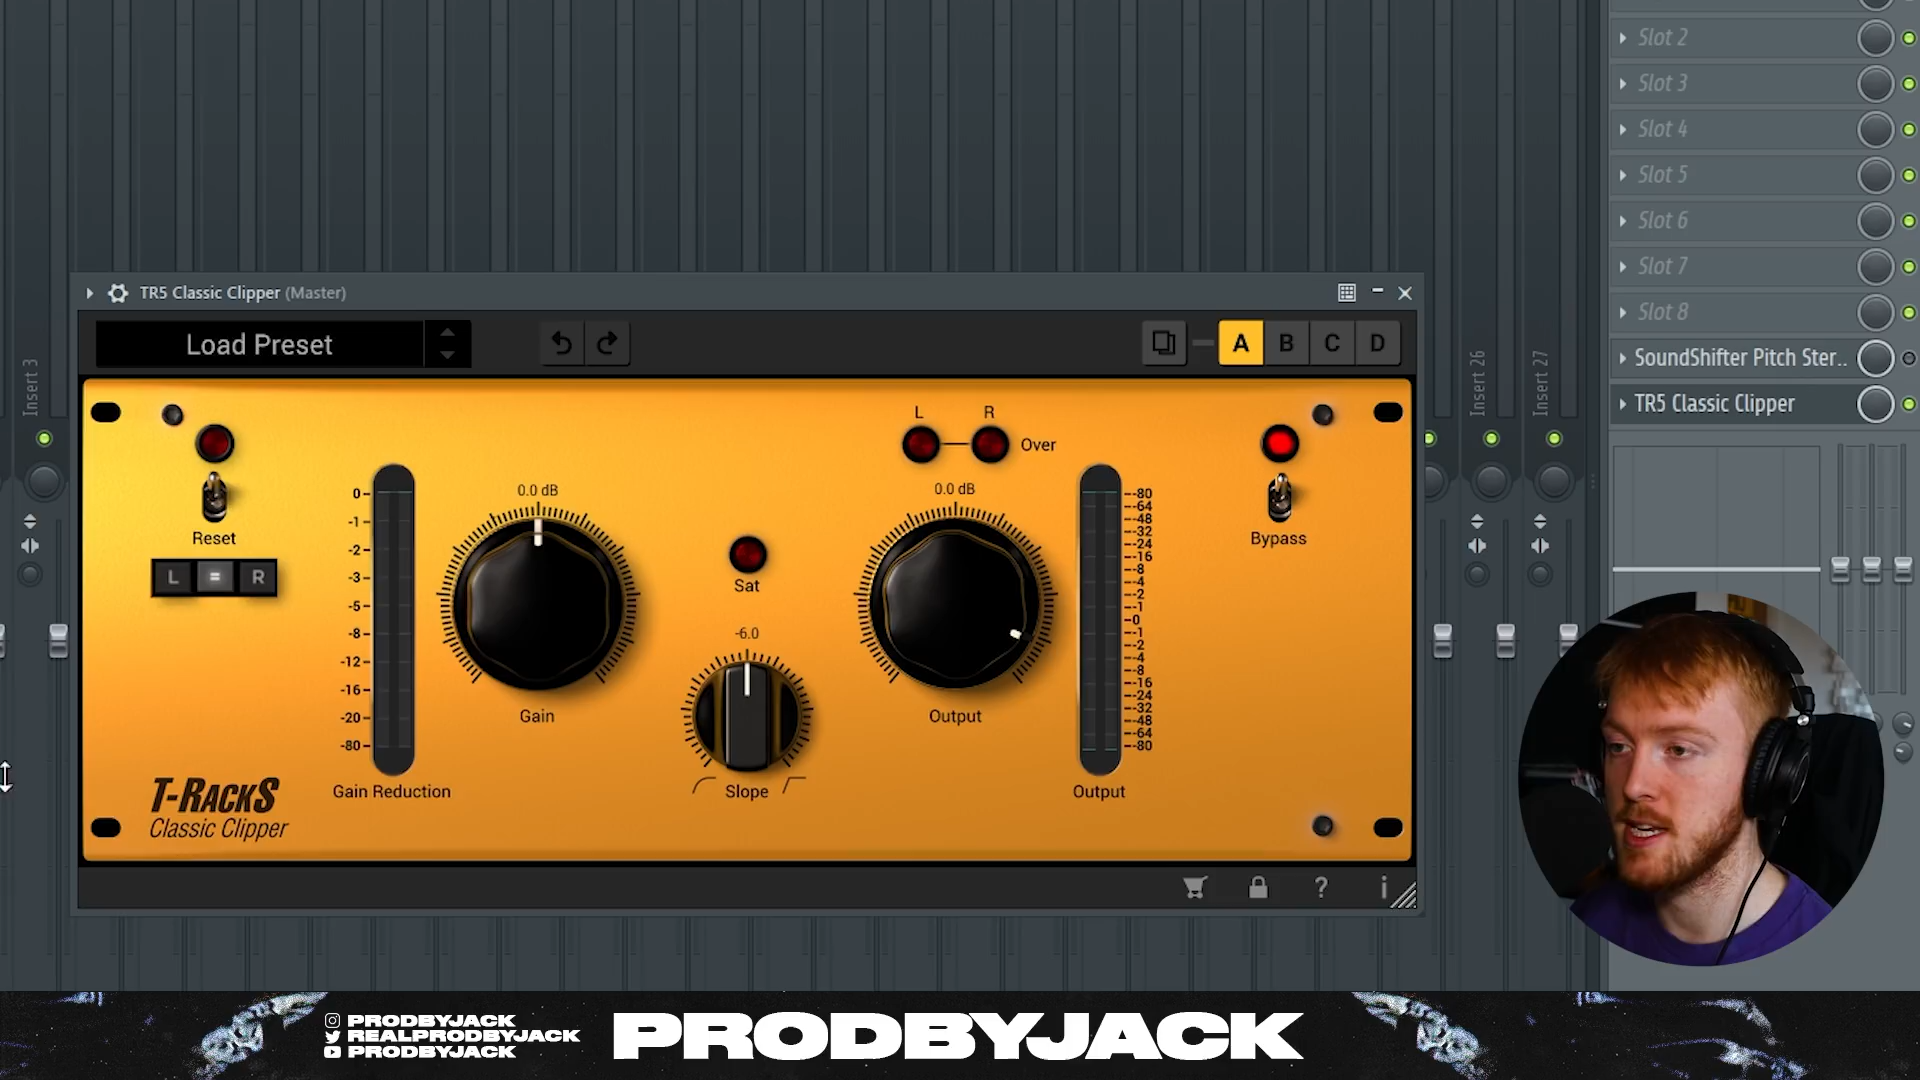 Slot 2
Slot 3
Slot 4
Slot 5
Slot 6
Slot 7
Slot 8
SoundShifter Pitch Ster..
TR5 Classic Clipper
TR5 Classic Clipper (Master)
Load Preset
A B C D
Insert 3
Insert 26
Insert 27
L R
Over
Reset
L = R
0.0 dB
0.0 dB
Bypass
0
-1
-2
-3
-5
-8
-12
-16
-20
-80
Sat
-6.0
--80
--64
--48
--32
--24
--16
--8
--4
--2
--1
-0
--1
--2
--4
--8
--16
--24
--32
--48
--64
--80
Gain
Output
Gain Reduction
Slope
Output
T-RackS
Classic Clipper
? i
PRODBYJACK
REALPRODBYJACK
PRODBYJACK
PRODBYJACK